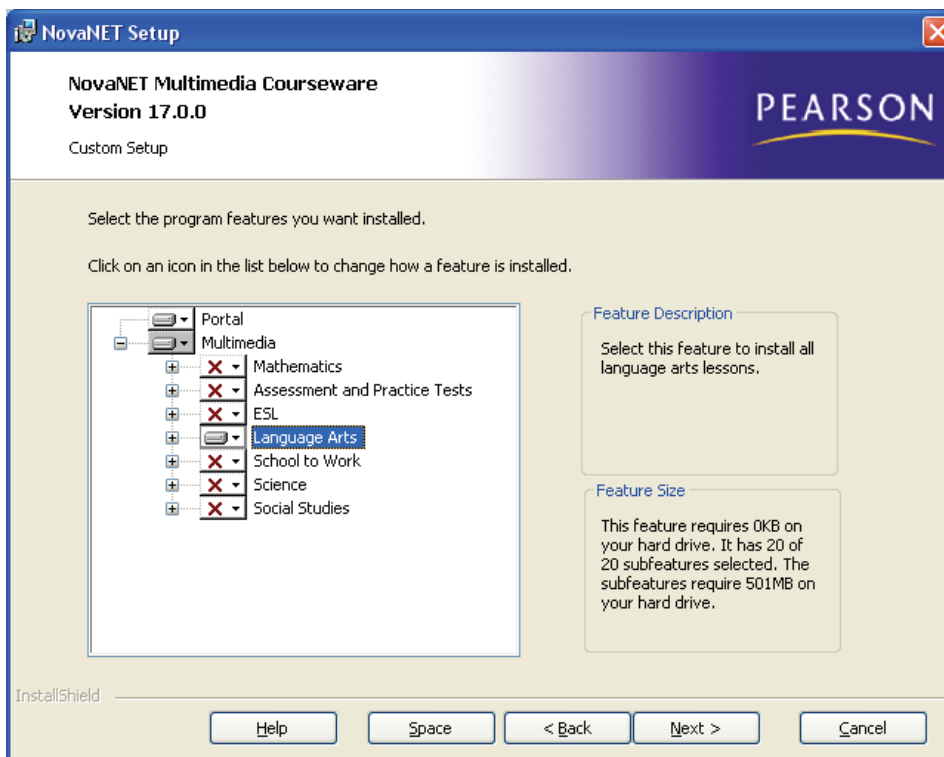 NovaNET Setup
NovaNET Multimedia Courseware
Version 17.0.0
PEARSON
Custom Setup
Select the program features you want installed.
Click on an icon in the list below to change how a feature is installed.
Portal
Multimedia
Mathematics
Assessment and Practice Tests
ESL
Language Arts
School to Work
Science
Social Studies
Feature Description
Select this feature to install all
language arts lessons.
Feature Size
This feature requires 0KB on
your hard drive. It has 20 of
20 subfeatures selected. The
subfeatures require 501MB on
your hard drive.
InstallShield
Help
Space
< Back
Next >
Cancel